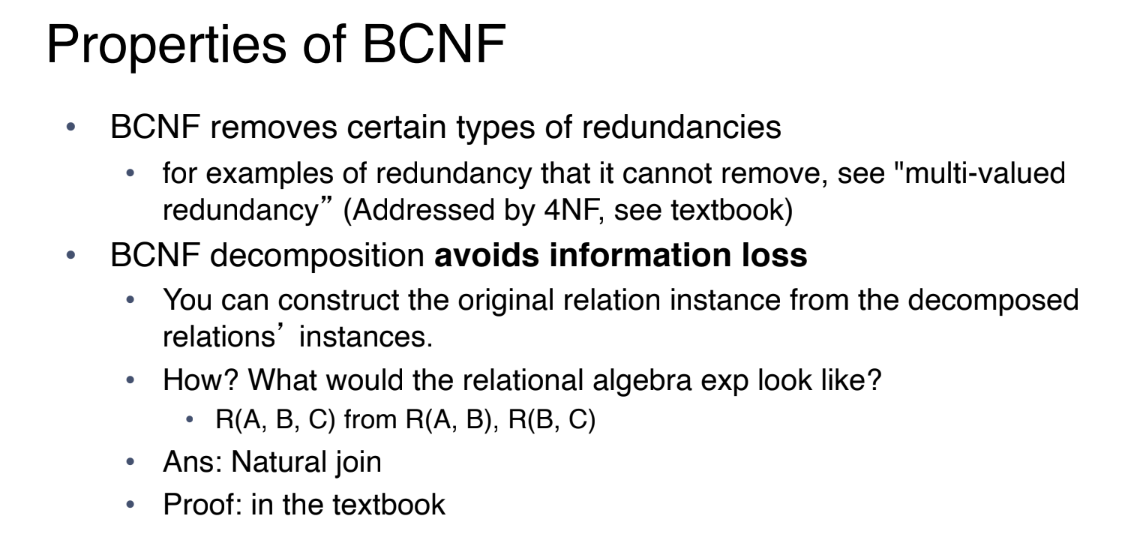 Properties of BCNF
• BCNF removes certain types of redundancies
• for examples of redundancy that it cannot remove, see "multi-valued
redundancy” (Addressed by 4NF, see textbook)
• BCNF decomposition avoids information loss
• You can construct the original relation instance from the decomposed
relations’ instances.
• How? What would the relational algebra exp look like?
• R(A, B, C) from R(A, B), R(B, C)
• Ans: Natural join
• Proof: in the textbook